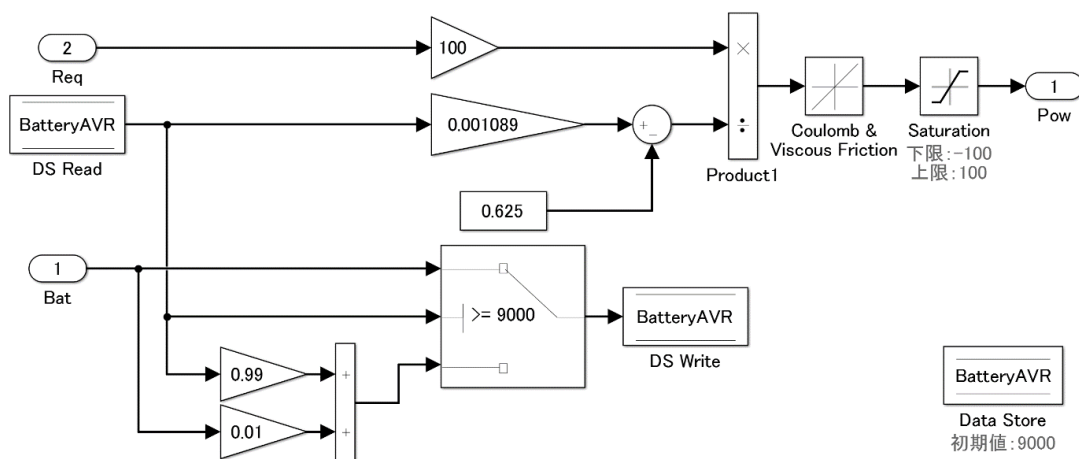 2
Req
100
×
BatteryAVR
DS Read
0.001089
+
−
÷
Product1
Coulomb &
Viscous Friction
Saturation
下限:-100
上限:100
1
Pow
0.625
1
Bat
>= 9000
BatteryAVR
DS Write
0.99
+
0.01
+
BatteryAVR
Data Store
初期値:9000